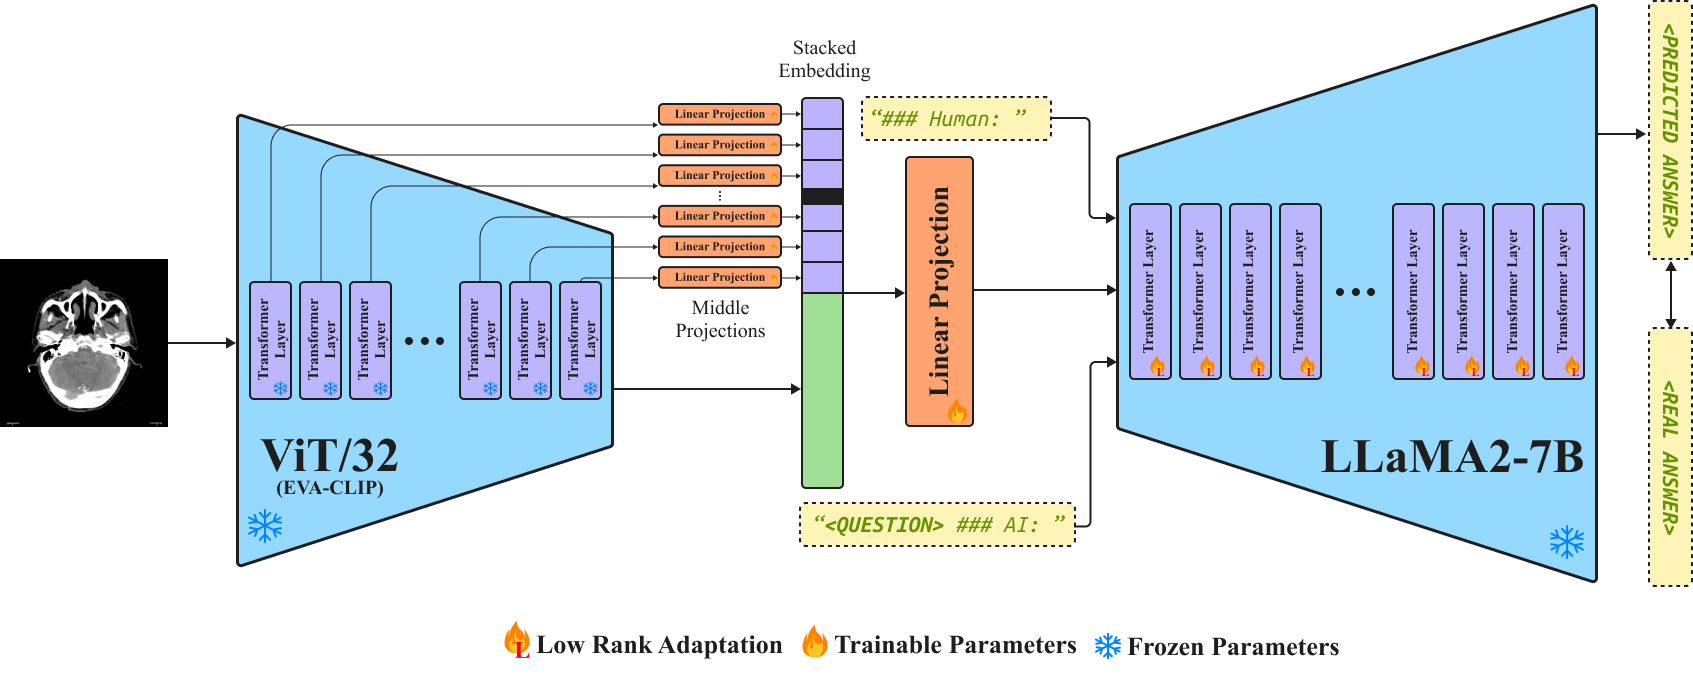 Stacked
Embedding
Linear Projection
Linear Projection
Linear Projection
Linear Projection
Linear Projection
Linear Projection
Middle
Projections
Transformer
Layer
Transformer
Layer
Transformer
Layer
Transformer
Layer
Transformer
Layer
Transformer
Layer
ViT/32
(EVA-CLIP)
“### Human: ”
Linear Projection
“<QUESTION> ### AI: ”
Transformer Layer
Transformer Layer
Transformer Layer
Transformer Layer
Transformer Layer
Transformer Layer
Transformer Layer
Transformer Layer
L
L
L
L
L
L
L
L
LLaMA2-7B
<PREDICTED ANSWER>
<REAL ANSWER>
L Low Rank Adaptation
Trainable Parameters
Frozen Parameters